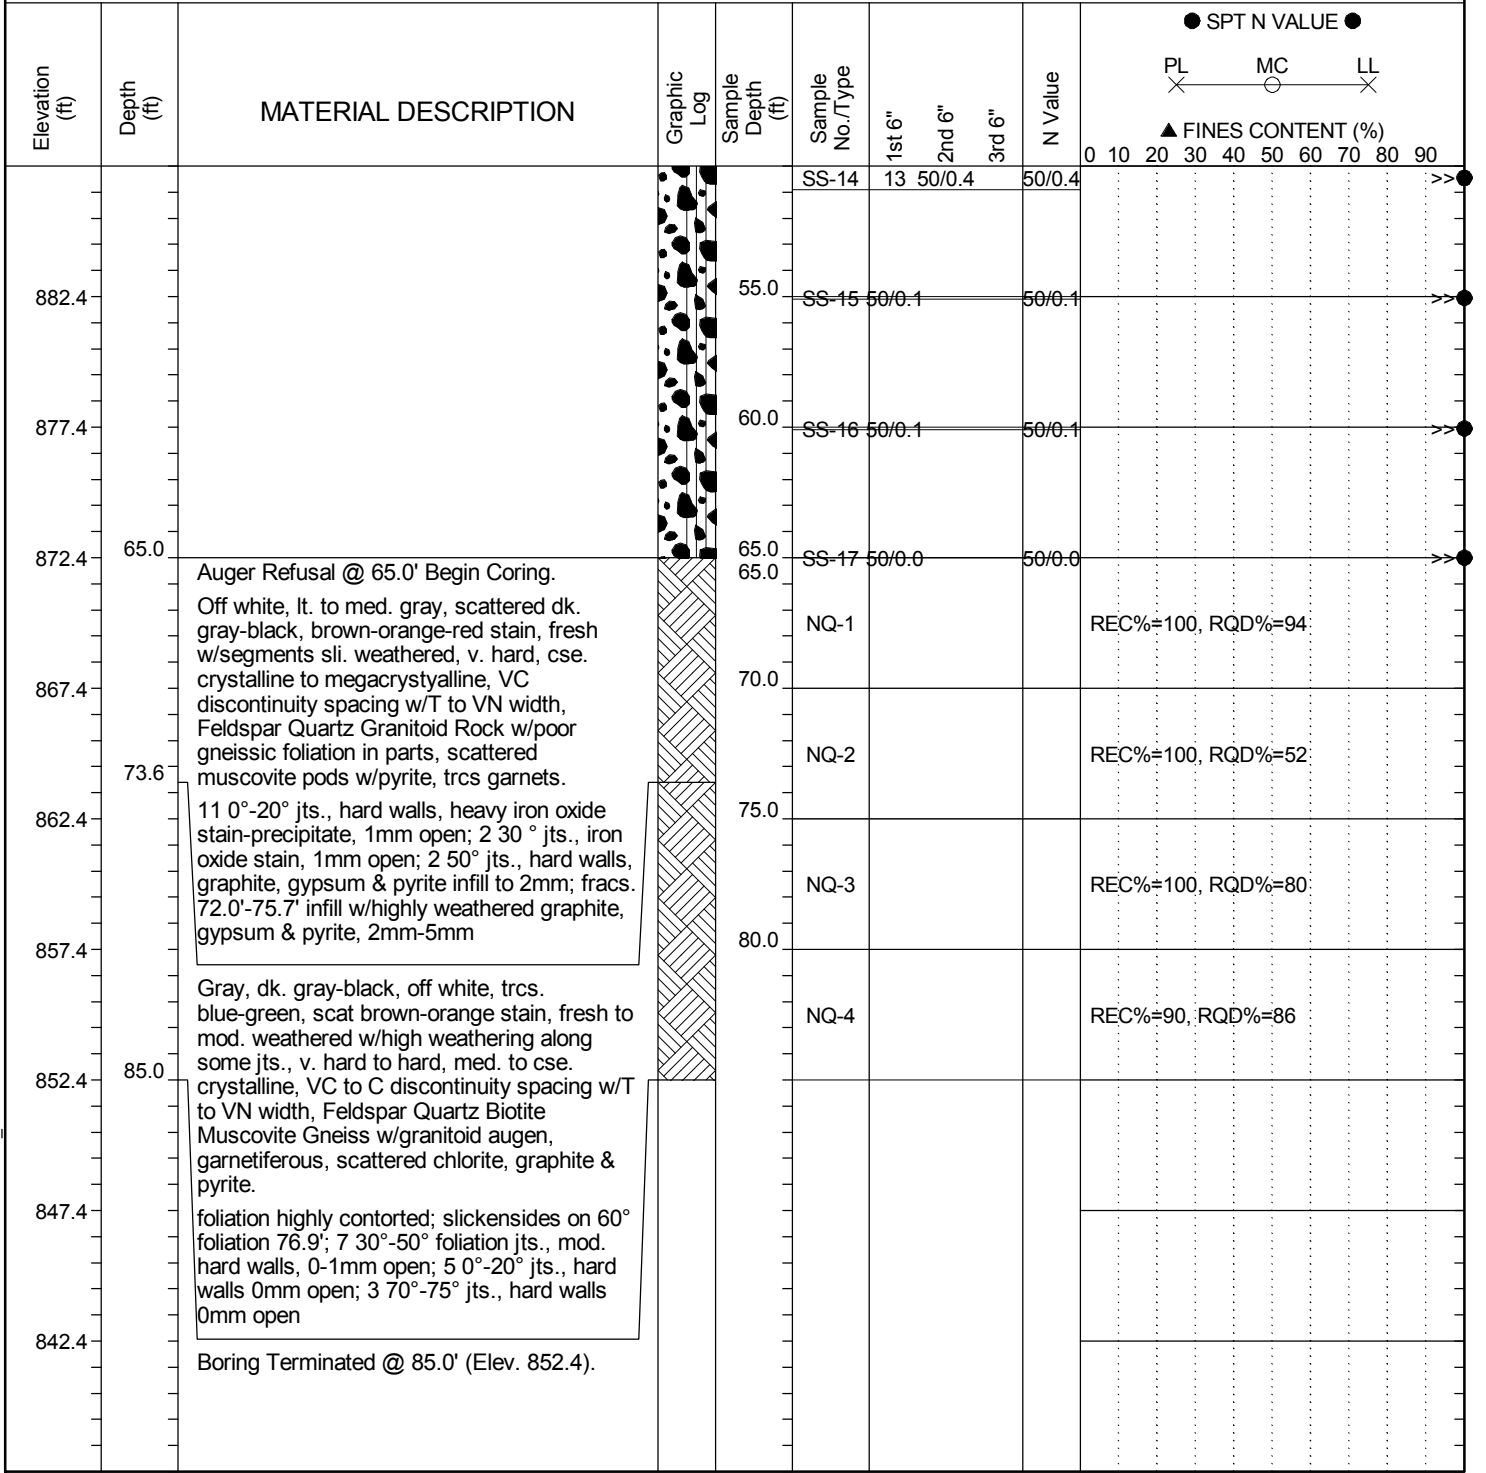 ● SPT N VALUE ●
PL MC LL
▲ FINES CONTENT (%)
0 10 20 30 40 50 60 70 80 90
Elevation (ft)
Depth (ft)
MATERIAL DESCRIPTION
Graphic Log
Sample Depth (ft)
Sample No./Type
1st 6"
2nd 6"
3rd 6"
N Value
SS-14 13 50/0.4 50/0.4 >>
882.4 55.0 SS-15 50/0.1 50/0.1 >>
877.4 60.0 SS-16 50/0.1 50/0.1 >>
872.4 65.0 65.0 SS-17 50/0.0 50/0.0 >>
65.0
Auger Refusal @ 65.0' Begin Coring.
Off white, lt. to med. gray, scattered dk.
gray-black, brown-orange-red stain, fresh
w/segments sli. weathered, v. hard, cse.
crystalline to megacrystyalline, VC
discontinuity spacing w/T to VN width,
Feldspar Quartz Granitoid Rock w/poor
gneissic foliation in parts, scattered
muscovite pods w/pyrite, trcs garnets.
NQ-1 REC%=100, RQD%=94
867.4 70.0
NQ-2 REC%=100, RQD%=52
73.6
11 0°-20° jts., hard walls, heavy iron oxide
stain-precipitate, 1mm open; 2 30 ° jts., iron
oxide stain, 1mm open; 2 50° jts., hard walls,
graphite, gypsum & pyrite infill to 2mm; fracs.
72.0'-75.7' infill w/highly weathered graphite,
gypsum & pyrite, 2mm-5mm
862.4 75.0
NQ-3 REC%=100, RQD%=80
857.4 80.0
Gray, dk. gray-black, off white, trcs.
blue-green, scat brown-orange stain, fresh to
mod. weathered w/high weathering along
some jts., v. hard to hard, med. to cse.
crystalline, VC to C discontinuity spacing w/T
to VN width, Feldspar Quartz Biotite
Muscovite Gneiss w/granitoid augen,
garnetiferous, scattered chlorite, graphite &
pyrite.
NQ-4 REC%=90, RQD%=86
852.4 85.0
847.4
foliation highly contorted; slickensides on 60°
foliation 76.9'; 7 30°-50° foliation jts., mod.
hard walls, 0-1mm open; 5 0°-20° jts., hard
walls 0mm open; 3 70°-75° jts., hard walls
0mm open
842.4
Boring Terminated @ 85.0' (Elev. 852.4).